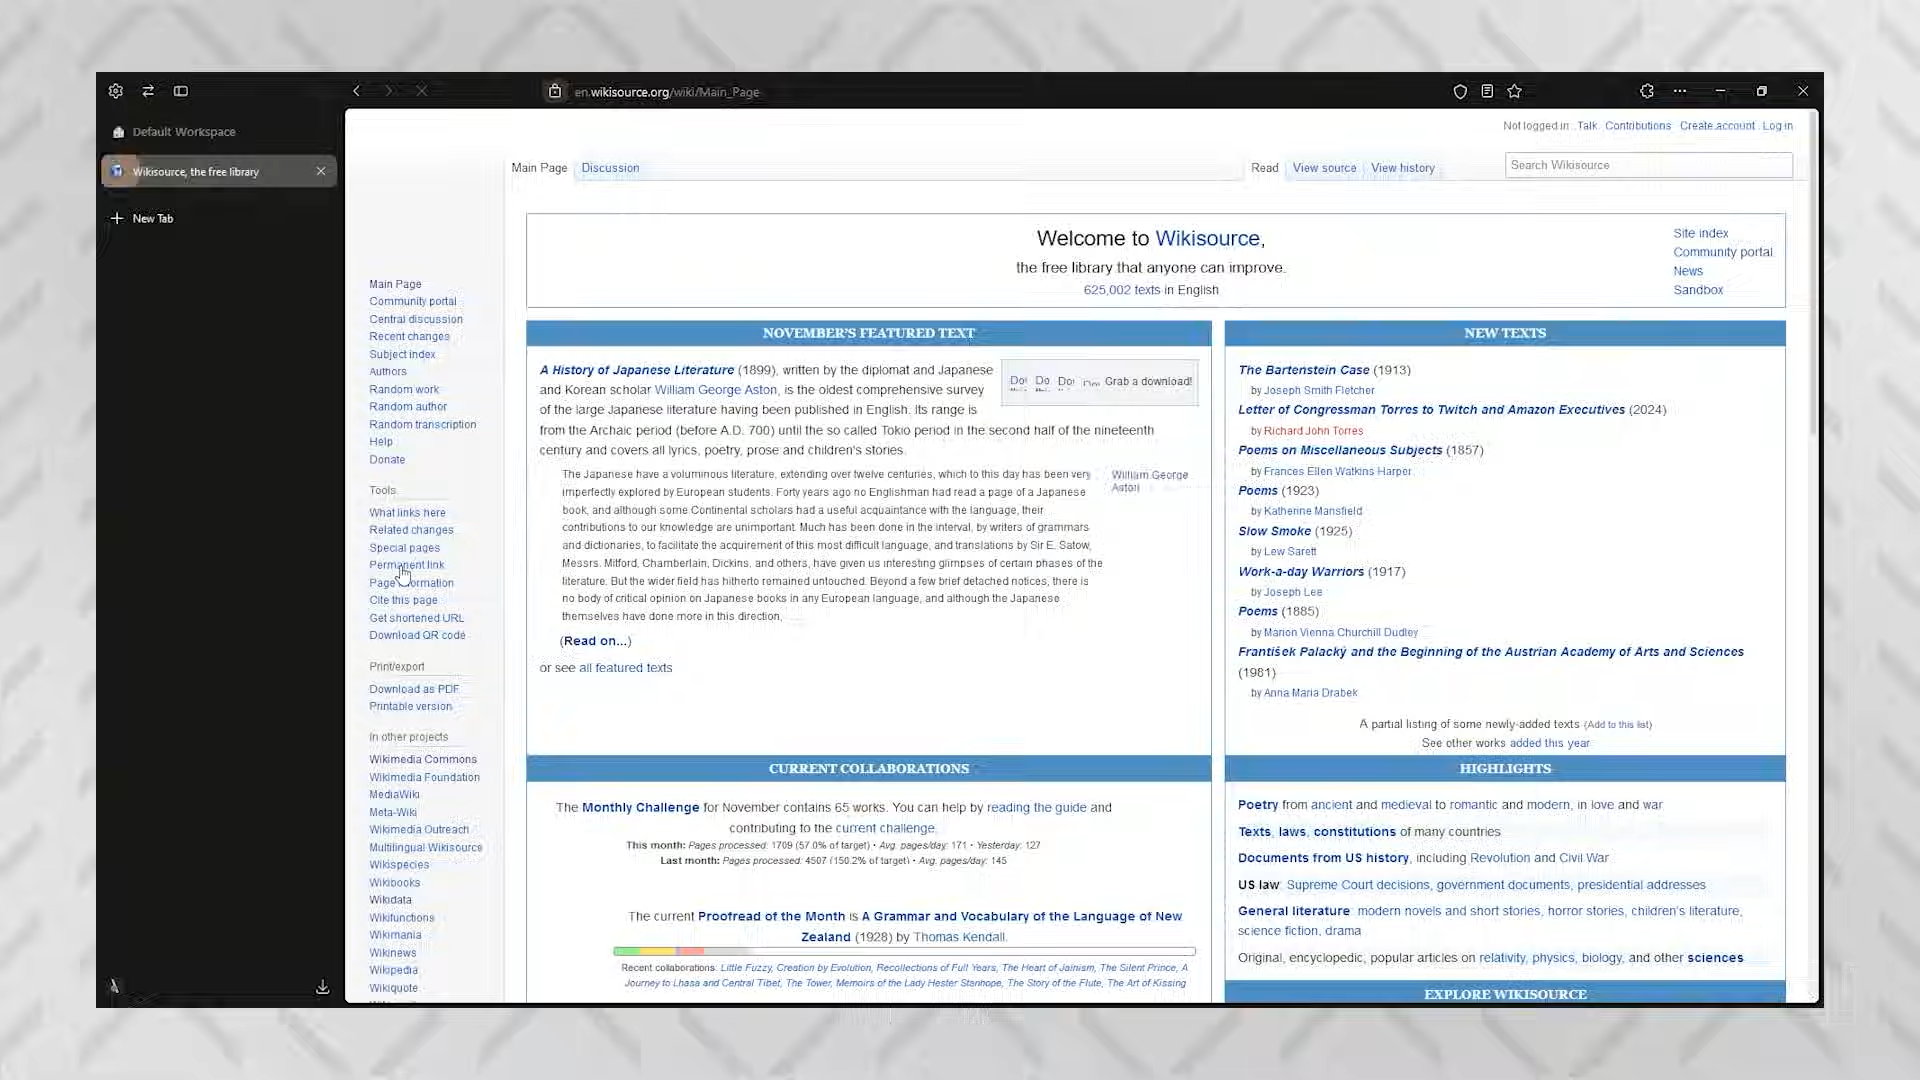 en.wikisource.org/wiki/Main_Page
Default Workspace
Wikisource, the free library
New Tab
Not logged in Talk Contributions Create account Log in
Main Page Discussion Read View source View history Search Wikisource
Welcome to Wikisource,
the free library that anyone can improve.
625,002 texts in English
Site index
Community portal
News
Sandbox
Main Page
Community portal
Central discussion
Recent changes
Subject index
Authors
Random work
Random author
Random transcription
Help
Donate
Tools
What links here
Related changes
Special pages
Permanent link
Page information
Cite this page
Get shortened URL
Download QR code
Print/export
Download as PDF
Printable version
In other projects
Wikimedia Commons
Wikimedia Foundation
MediaWiki
Meta-Wiki
Wikimedia Outreach
Multilingual Wikisource
Wikispecies
Wikibooks
Wikidata
Wikifunctions
Wikimania
Wikinews
Wikipedia
Wikiquote
NOVEMBER'S FEATURED TEXT
A History of Japanese Literature (1899), written by the diplomat and Japanese
and Korean scholar William George Aston, is the oldest comprehensive survey
of the large Japanese literature having been published in English. Its range is
from the Archaic period (before A.D. 700) until the so called Tokio period in the second half of the nineteenth
century and covers all lyrics, poetry, prose and children's stories.
Grab a download!
The Japanese have a voluminous literature, extending over twelve centuries, which to this day has been very
imperfectly explored by European students. Forty years ago no Englishman had read a page of a Japanese
book, and although some Continental scholars had a useful acquaintance with the language, their
contributions to our knowledge are unimportant. Much has been done in the interval, by writers of grammars
and dictionaries, to facilitate the acquirement of this most difficult language, and translations by Sir E. Satow,
Messrs. Mitford, Chamberlain, Dickins, and others, have given us interesting glimpses of certain phases of the
literature. But the wider field has hitherto remained untouched. Beyond a few brief detached notices, there is
no body of critical opinion on Japanese books in any European language, and although the Japanese
themselves have done more in this direction,
William George
Aston
(Read on...)
or see all featured texts
NEW TEXTS
The Bartenstein Case (1913)
by Joseph Smith Fletcher
Letter of Congressman Torres to Twitch and Amazon Executives (2024)
by Richard John Torres
Poems on Miscellaneous Subjects (1857)
by Frances Ellen Watkins Harper
Poems (1923)
by Katherine Mansfield
Slow Smoke (1925)
by Lew Sarett
Work-a-day Warriors (1917)
by Joseph Lee
Poems (1885)
by Marion Vienna Churchill Dudley
František Palacký and the Beginning of the Austrian Academy of Arts and Sciences
(1981)
by Anna Maria Drabek
A partial listing of some newly-added texts (Add to this list)
See other works added this year
CURRENT COLLABORATIONS
The Monthly Challenge for November contains 65 works. You can help by reading the guide and
contributing to the current challenge.
This month: Pages processed: 1709 (57.0% of target) • Avg. pages/day: 171 • Yesterday: 127
Last month: Pages processed: 4507 (150.2% of target) • Avg. pages/day: 145
The current Proofread of the Month is A Grammar and Vocabulary of the Language of New
Zealand (1928) by Thomas Kendall.
Recent collaborations: Little Fuzzy, Creation by Evolution, Recollections of Full Years, The Heart of Jainism, The Silent Prince, A
Journey to Lhasa and Central Tibet, The Tower, Memoirs of the Lady Hester Stanhope, The Story of the Flute, The Art of Kissing
HIGHLIGHTS
Poetry from ancient and medieval to romantic and modern, in love and war
Texts, laws, constitutions of many countries
Documents from US history, including Revolution and Civil War
US law: Supreme Court decisions, government documents, presidential addresses
General literature: modern novels and short stories, horror stories, children's literature,
science fiction, drama
Original, encyclopedic, popular articles on relativity, physics, biology, and other sciences
EXPLORE WIKISOURCE